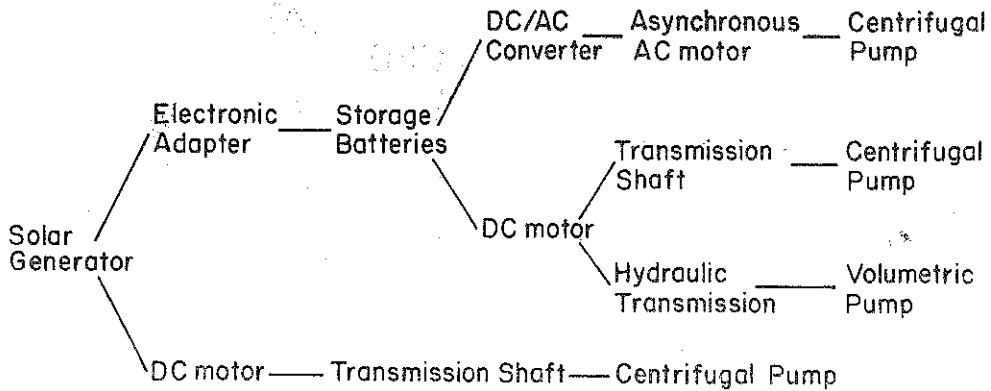 DC/AC
Converter
Asynchronous
AC motor
Centrifugal
Pump
Electronic
Adapter
Storage
Batteries
Transmission
Shaft
Centrifugal
Pump
Solar
Generator
DC motor
Hydraulic
Transmission
Volumetric
Pump
DC motor
Transmission Shaft
Centrifugal Pump